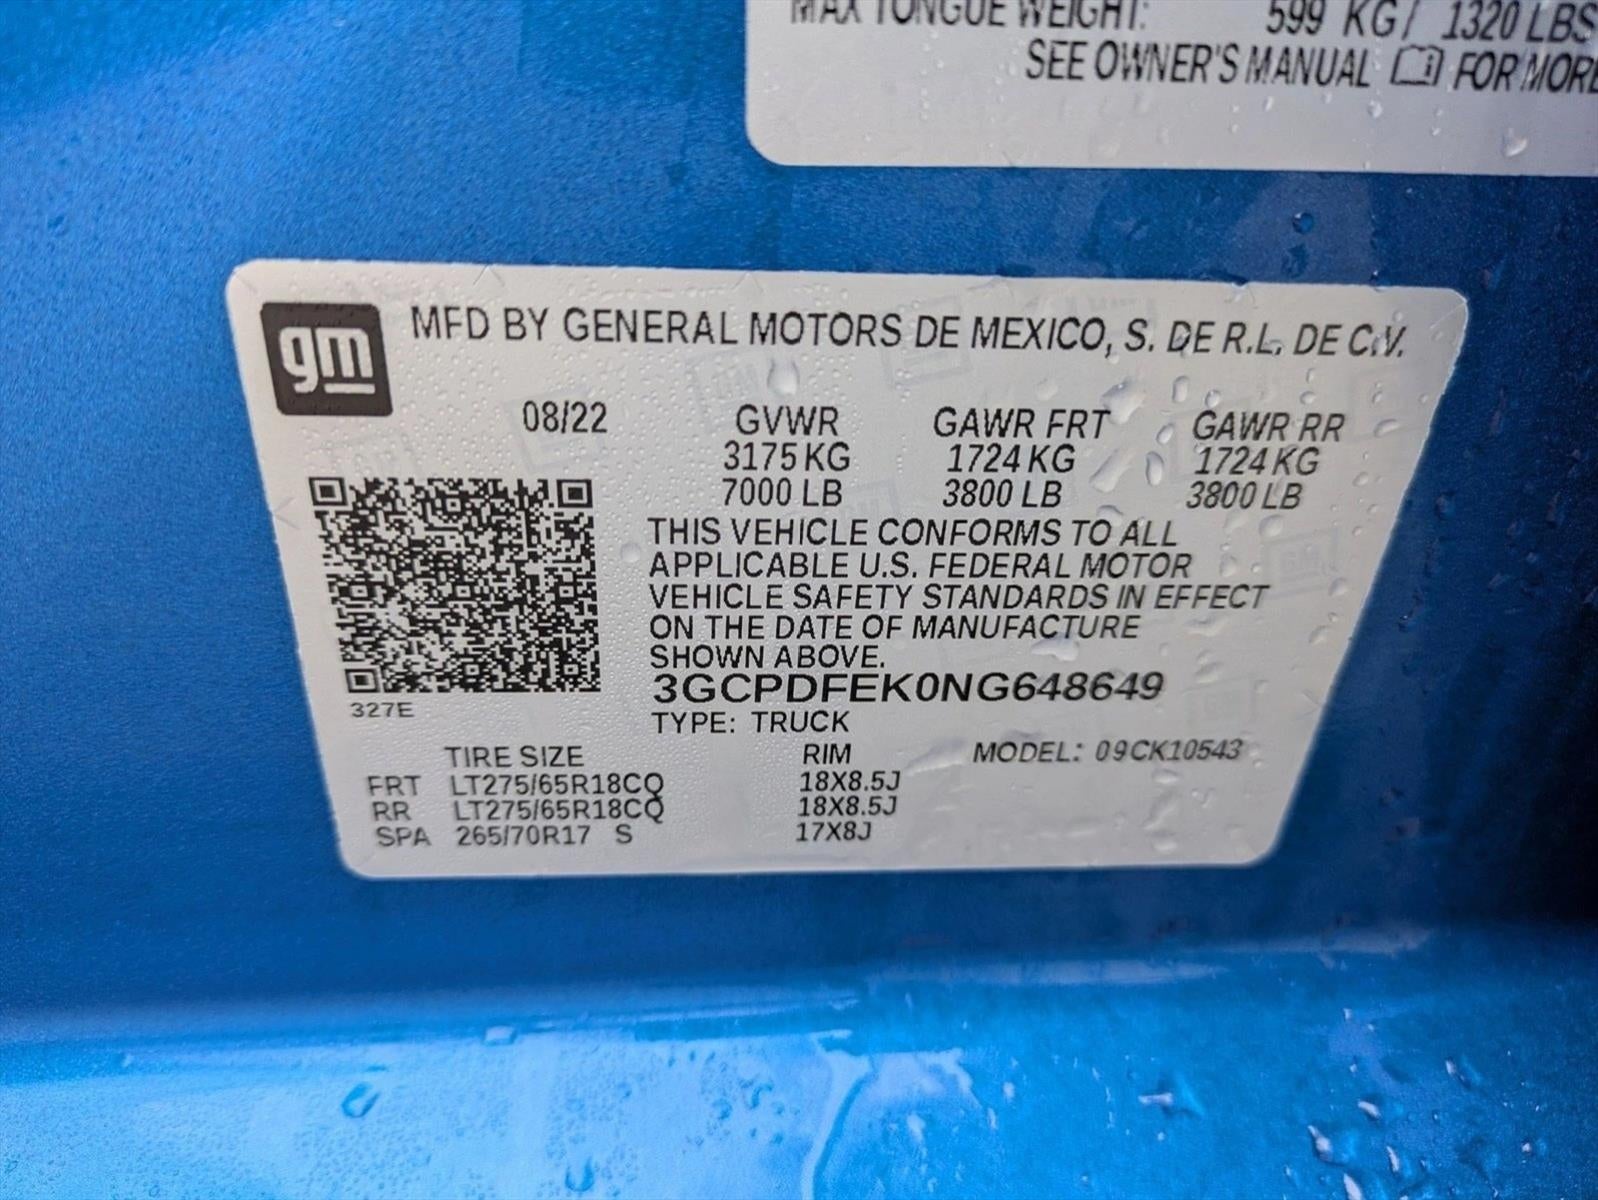 MAX TONGUE WEIGHT: 599 KG / 1320 LBS
SEE OWNER'S MANUAL FOR MORE
gm MFD BY GENERAL MOTORS DE MEXICO, S. DE R.L. DE C.V.
08/22 GVWR GAWR FRT GAWR RR
3175 KG 1724 KG 1724 KG
7000 LB 3800 LB 3800 LB
THIS VEHICLE CONFORMS TO ALL
APPLICABLE U.S. FEDERAL MOTOR
VEHICLE SAFETY STANDARDS IN EFFECT
ON THE DATE OF MANUFACTURE
SHOWN ABOVE.
3GCPDFEK0NG648649
327E
TYPE: TRUCK
TIRE SIZE RIM MODEL: 09CK10543
FRT LT275/65R18CQ 18X8.5J
RR LT275/65R18CQ 18X8.5J
SPA 265/70R17 S 17X8J